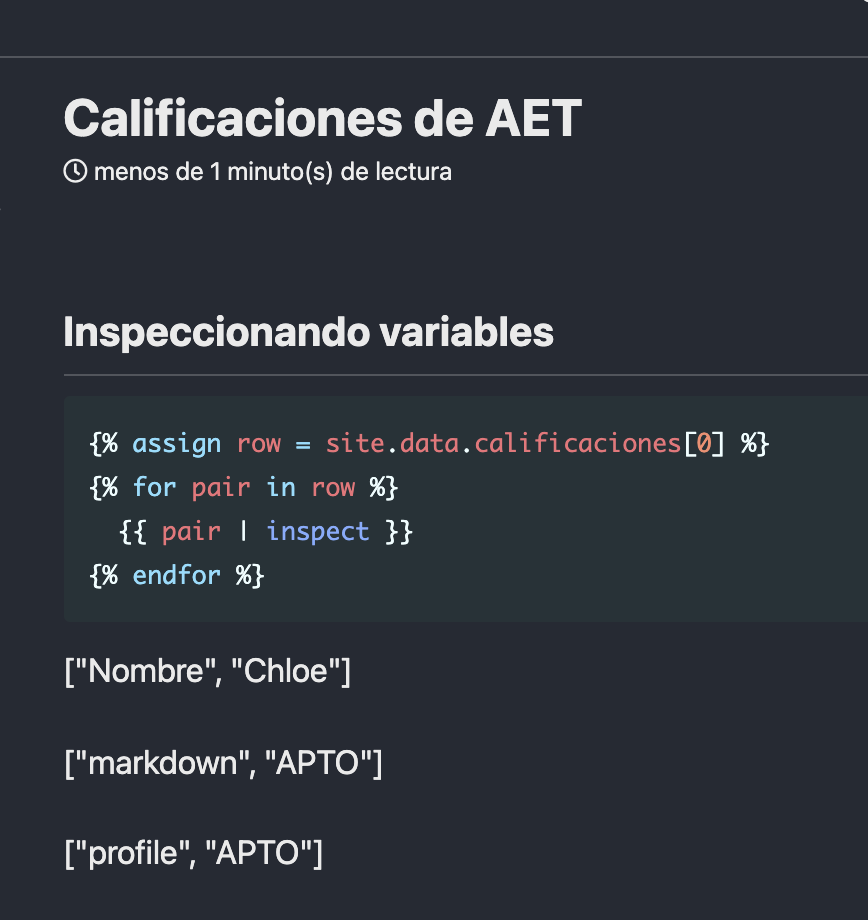 Calificaciones de AET
menos de 1 minuto(s) de lectura
Inspeccionando variables
{% assign row = site.data.calificaciones[0] %}
{% for pair in row %}
  {{ pair | inspect }}
{% endfor %}
["Nombre", "Chloe"]
["markdown", "APTO"]
["profile", "APTO"]